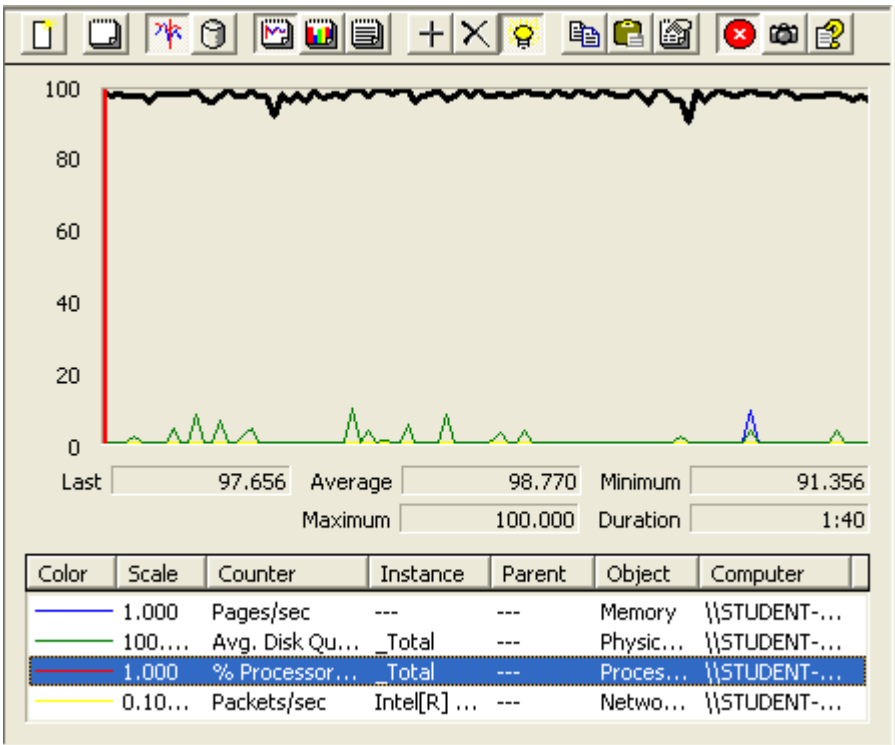 100
80
60
40
20
0
Last 97.656 Average 98.770 Minimum 91.356
Maximum 100.000 Duration 1:40
Color Scale Counter Instance Parent Object Computer
1.000 Pages/sec --- --- Memory \\STUDENT-...
100.... Avg. Disk Qu... _Total --- Physic... \\STUDENT-...
1.000 % Processor... _Total --- Proces... \\STUDENT-...
0.10... Packets/sec Intel[R] ... --- Netwo... \\STUDENT-...